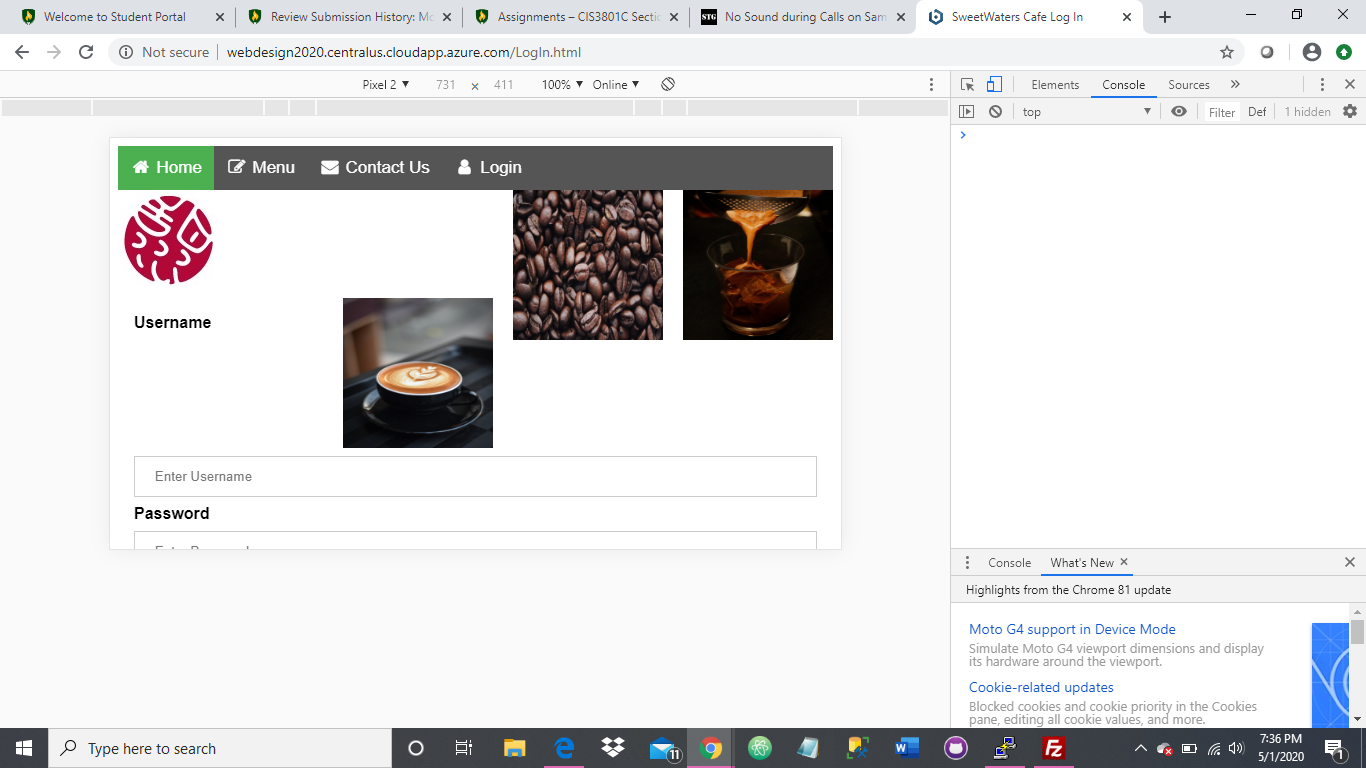 Welcome to Student Portal
Review Submission History: Mo
Assignments – CIS3801C Sectio
STG No Sound during Calls on Sam
SweetWaters Cafe Log In
Not secure webdesign2020.centralus.cloudapp.azure.com/LogIn.html
Pixel 2 731 × 411 100% Online
Elements Console Sources
top Filter Def 1 hidden
Home Menu Contact Us Login
Username
Enter Username
Password
Console What's New
Highlights from the Chrome 81 update
Moto G4 support in Device Mode
Simulate Moto G4 viewport dimensions and display
its hardware around the viewport.
Cookie-related updates
Blocked cookies and cookie priority in the Cookies
pane, editing all cookie values, and more.
Type here to search
11
7:36 PM
5/1/2020
1